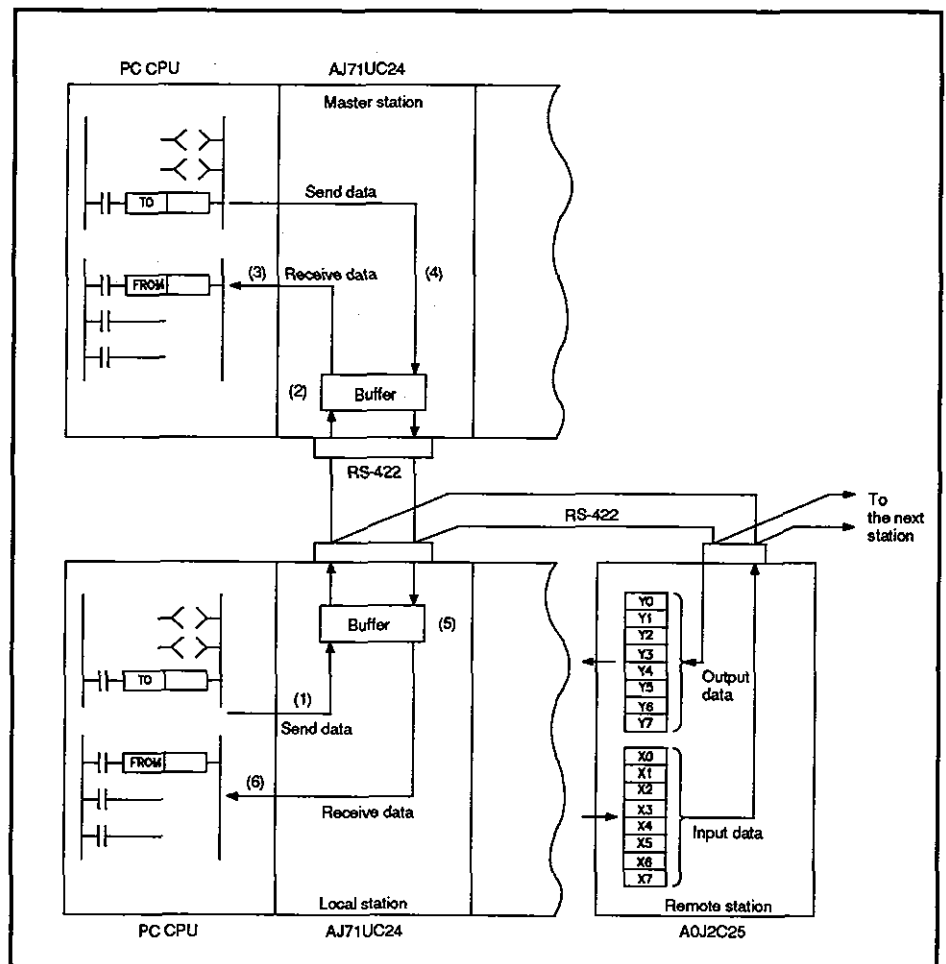 PC CPU
AJ71UC24
Master station
TO
Send data
FROM
(3)
Receive data
(4)
(2)
Buffer
RS-422
RS-422
To
the next
station
Buffer
(5)
TO
(1)
Send data
FROM
(6)
Receive data
Y0
Y1
Y2
Y3
Y4
Y5
Y6
Y7
Output
data
X0
X1
X2
X3
X4
X5
X6
X7
Input data
Local station
Remote station
PC CPU
AJ71UC24
A0J2C25